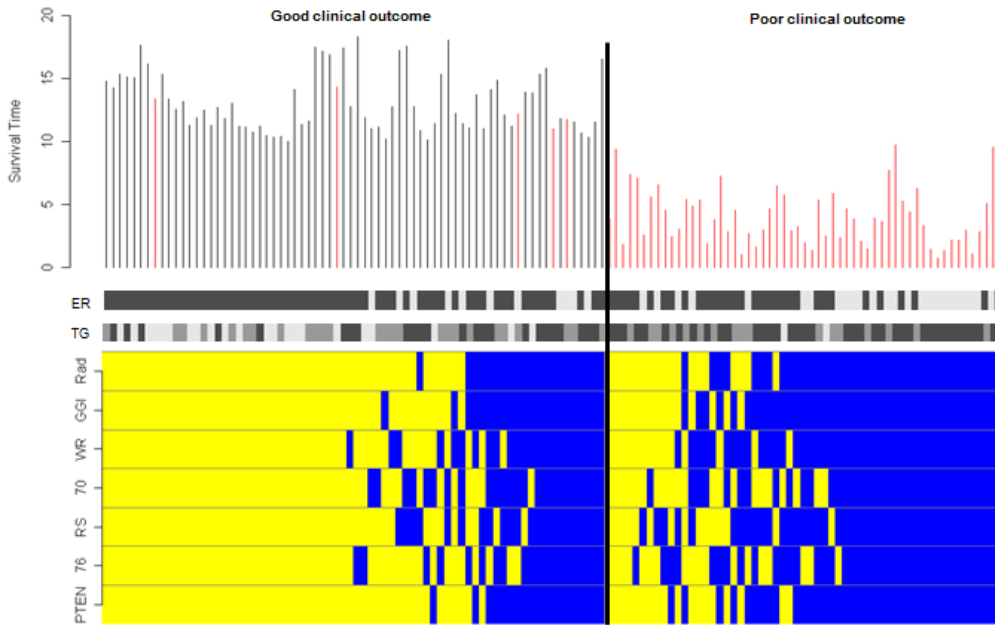 Good clinical outcome
Poor clinical outcome
Survival Time
20
15
10
5
0
ER
TG
Rad
GGI
WR
70
RS
76
PTEN